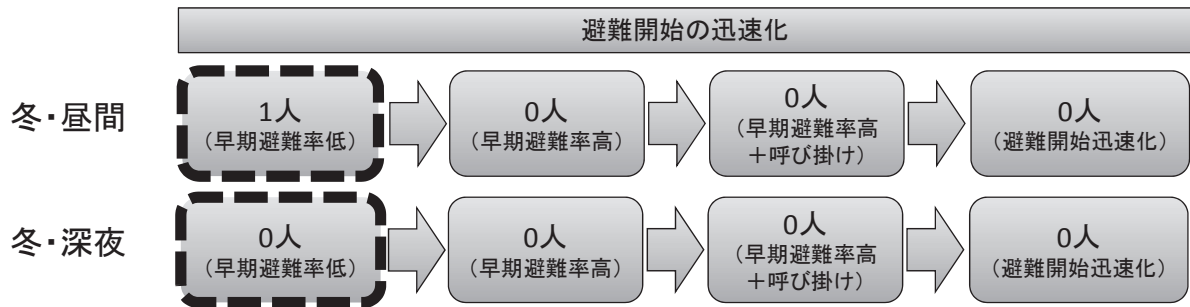 避難開始の迅速化
冬・昼間
1人
(早期避難率低)
0人
(早期避難率高)
0人
(早期避難率高
+呼び掛け)
0人
(避難開始迅速化)
冬・深夜
0人
(早期避難率低)
0人
(早期避難率高)
0人
(早期避難率高
+呼び掛け)
0人
(避難開始迅速化)